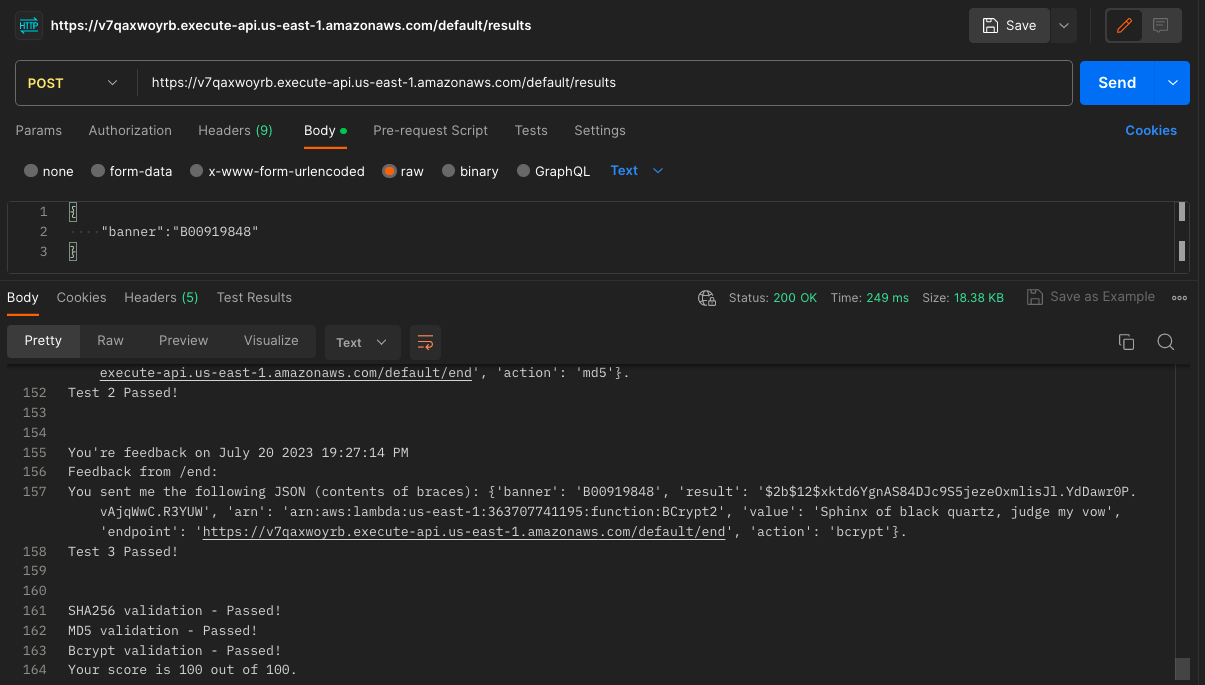 HTTP https://v7qaxwoyrb.execute-api.us-east-1.amazonaws.com/default/results
Save
POST https://v7qaxwoyrb.execute-api.us-east-1.amazonaws.com/default/results Send
Params Authorization Headers (9) Body Pre-request Script Tests Settings Cookies
none form-data x-www-form-urlencoded raw binary GraphQL Text
1 {
2 ····"banner":"B00919848"
3 }
Body Cookies Headers (5) Test Results Status: 200 OK Time: 249 ms Size: 18.38 KB Save as Example
Pretty Raw Preview Visualize Text
execute-api.us-east-1.amazonaws.com/default/end', 'action': 'md5'}.
152 Test 2 Passed!
153
154
155 You're feedback on July 20 2023 19:27:14 PM
156 Feedback from /end:
157 You sent me the following JSON (contents of braces): {'banner': 'B00919848', 'result': '$2b$12$xktd6YgnAS84DJc9S5jezeOxmlisJl.YdDawr0P.
vAjqWwC.R3YUW', 'arn': 'arn:aws:lambda:us-east-1:363707741195:function:BCrypt2', 'value': 'Sphinx of black quartz, judge my vow',
'endpoint': 'https://v7qaxwoyrb.execute-api.us-east-1.amazonaws.com/default/end', 'action': 'bcrypt'}.
158 Test 3 Passed!
159
160
161 SHA256 validation - Passed!
162 MD5 validation - Passed!
163 Bcrypt validation - Passed!
164 Your score is 100 out of 100.